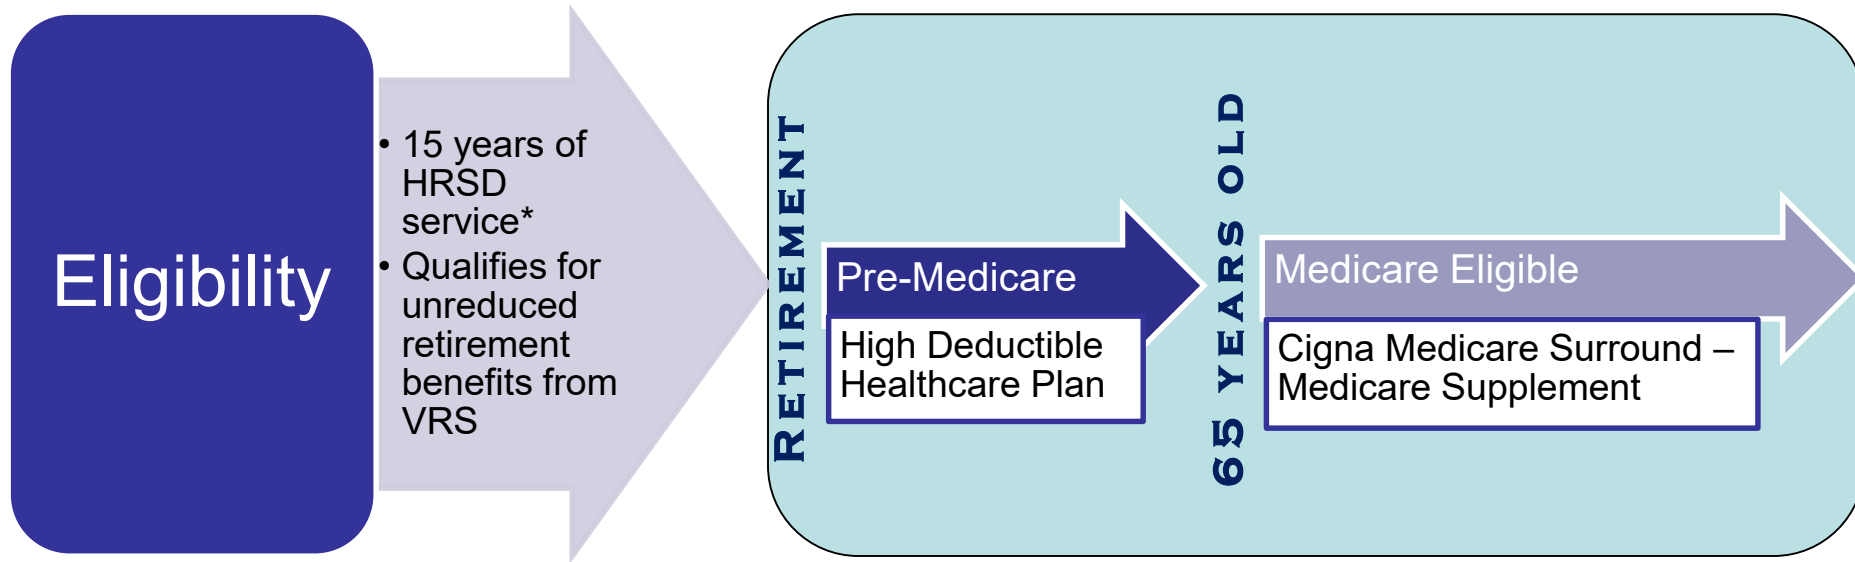 Eligibility
• 15 years of
HRSD
service*
• Qualifies for
unreduced
retirement
benefits from
VRS
RETIREMENT
Pre-Medicare
High Deductible
Healthcare Plan
65 YEARS OLD
Medicare Eligible
Cigna Medicare Surround –
Medicare Supplement